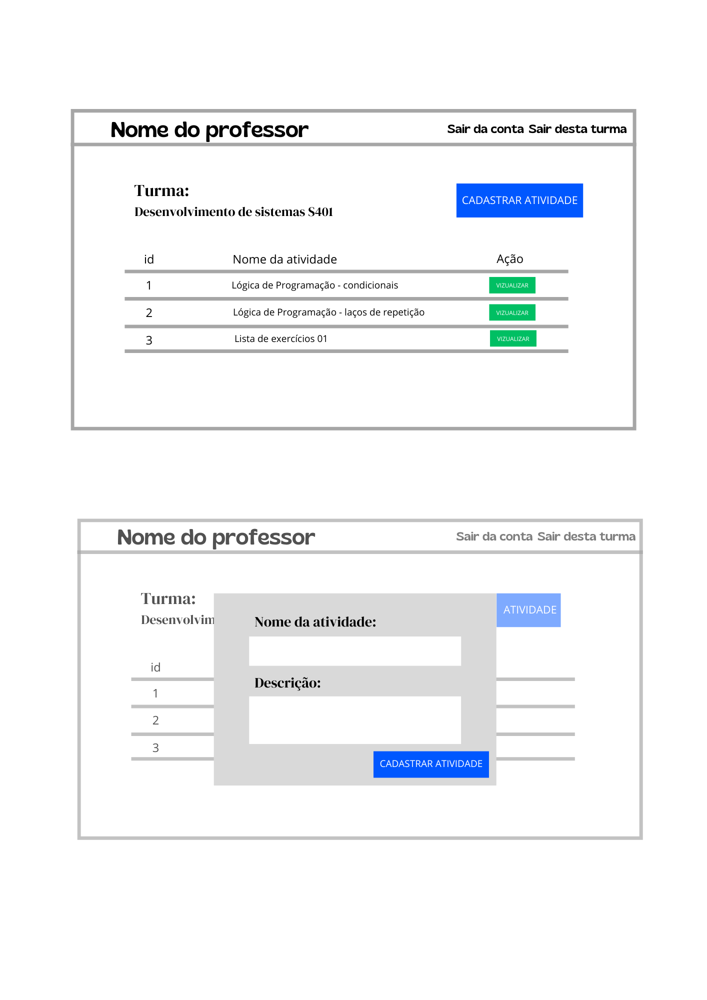 Nome do professor
Sair da conta Sair desta turma
Turma:
Desenvolvimento de sistemas S401
CADASTRAR ATIVIDADE
id Nome da atividade Ação
1 Lógica de Programação - condicionais VIZUALIZAR
2 Lógica de Programação - laços de repetição VIZUALIZAR
3 Lista de exercícios 01 VIZUALIZAR
Nome do professor
Sair da conta Sair desta turma
Turma:
Desenvolvim
ATIVIDADE
id
1
2
3
Nome da atividade:
Descrição:
CADASTRAR ATIVIDADE